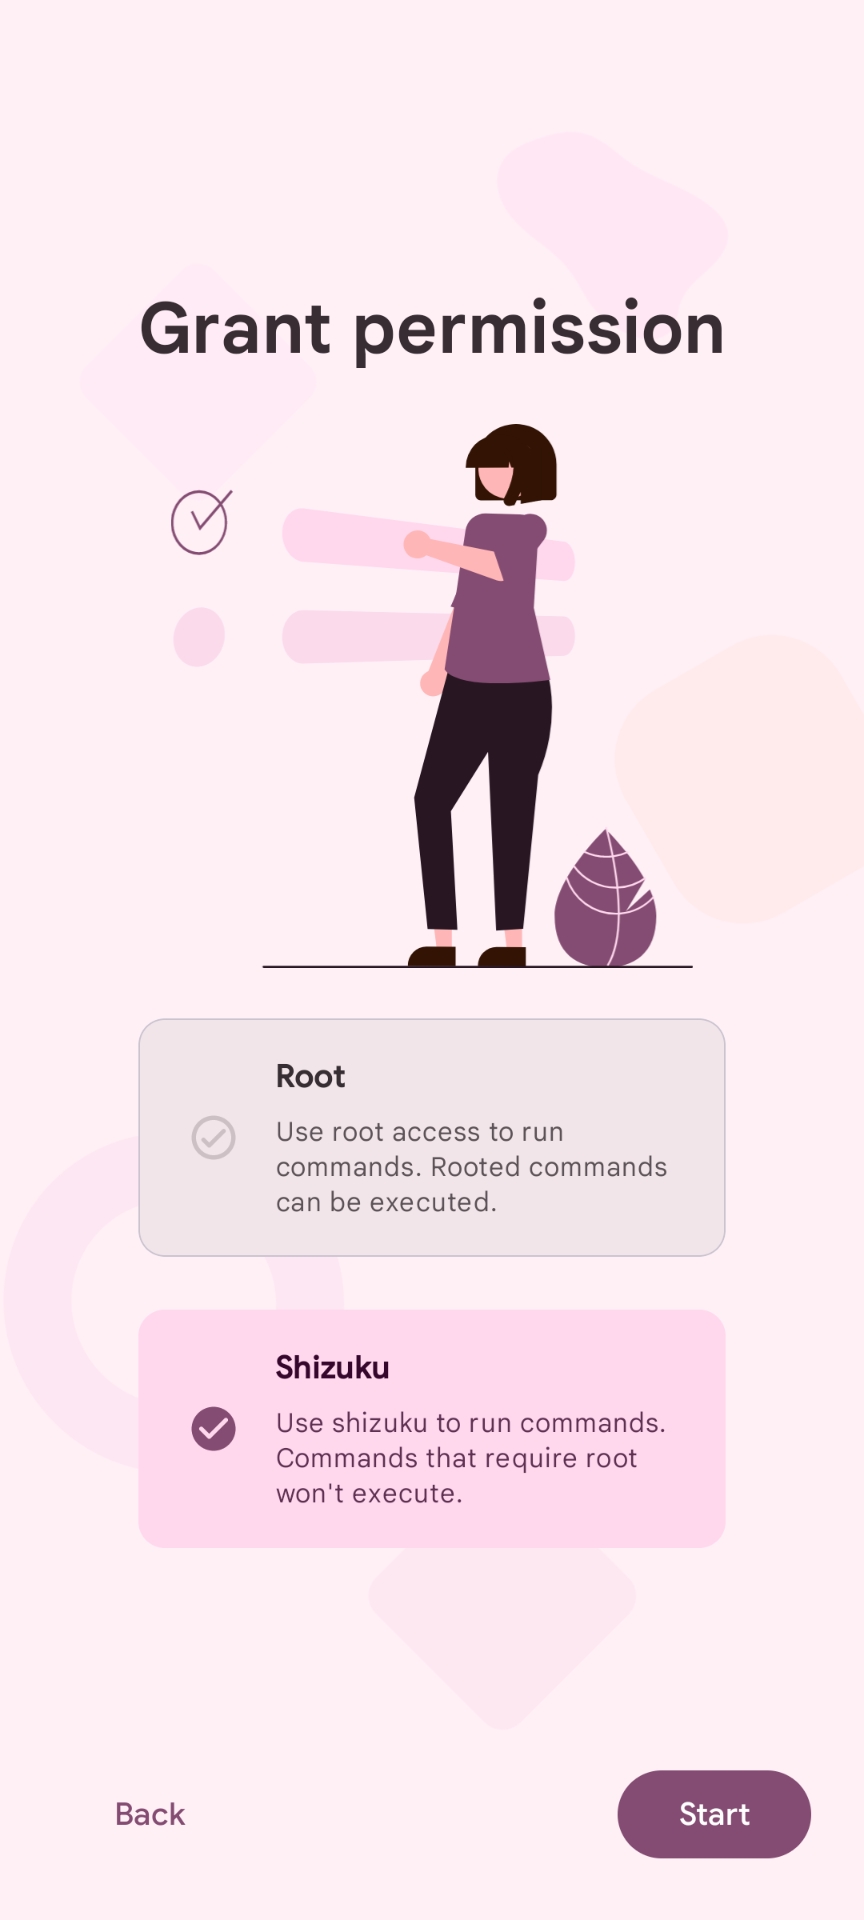 Grant permission
Root
Use root access to run
commands. Rooted commands
can be executed.
Shizuku
Use shizuku to run commands.
Commands that require root
won't execute.
Back
Start